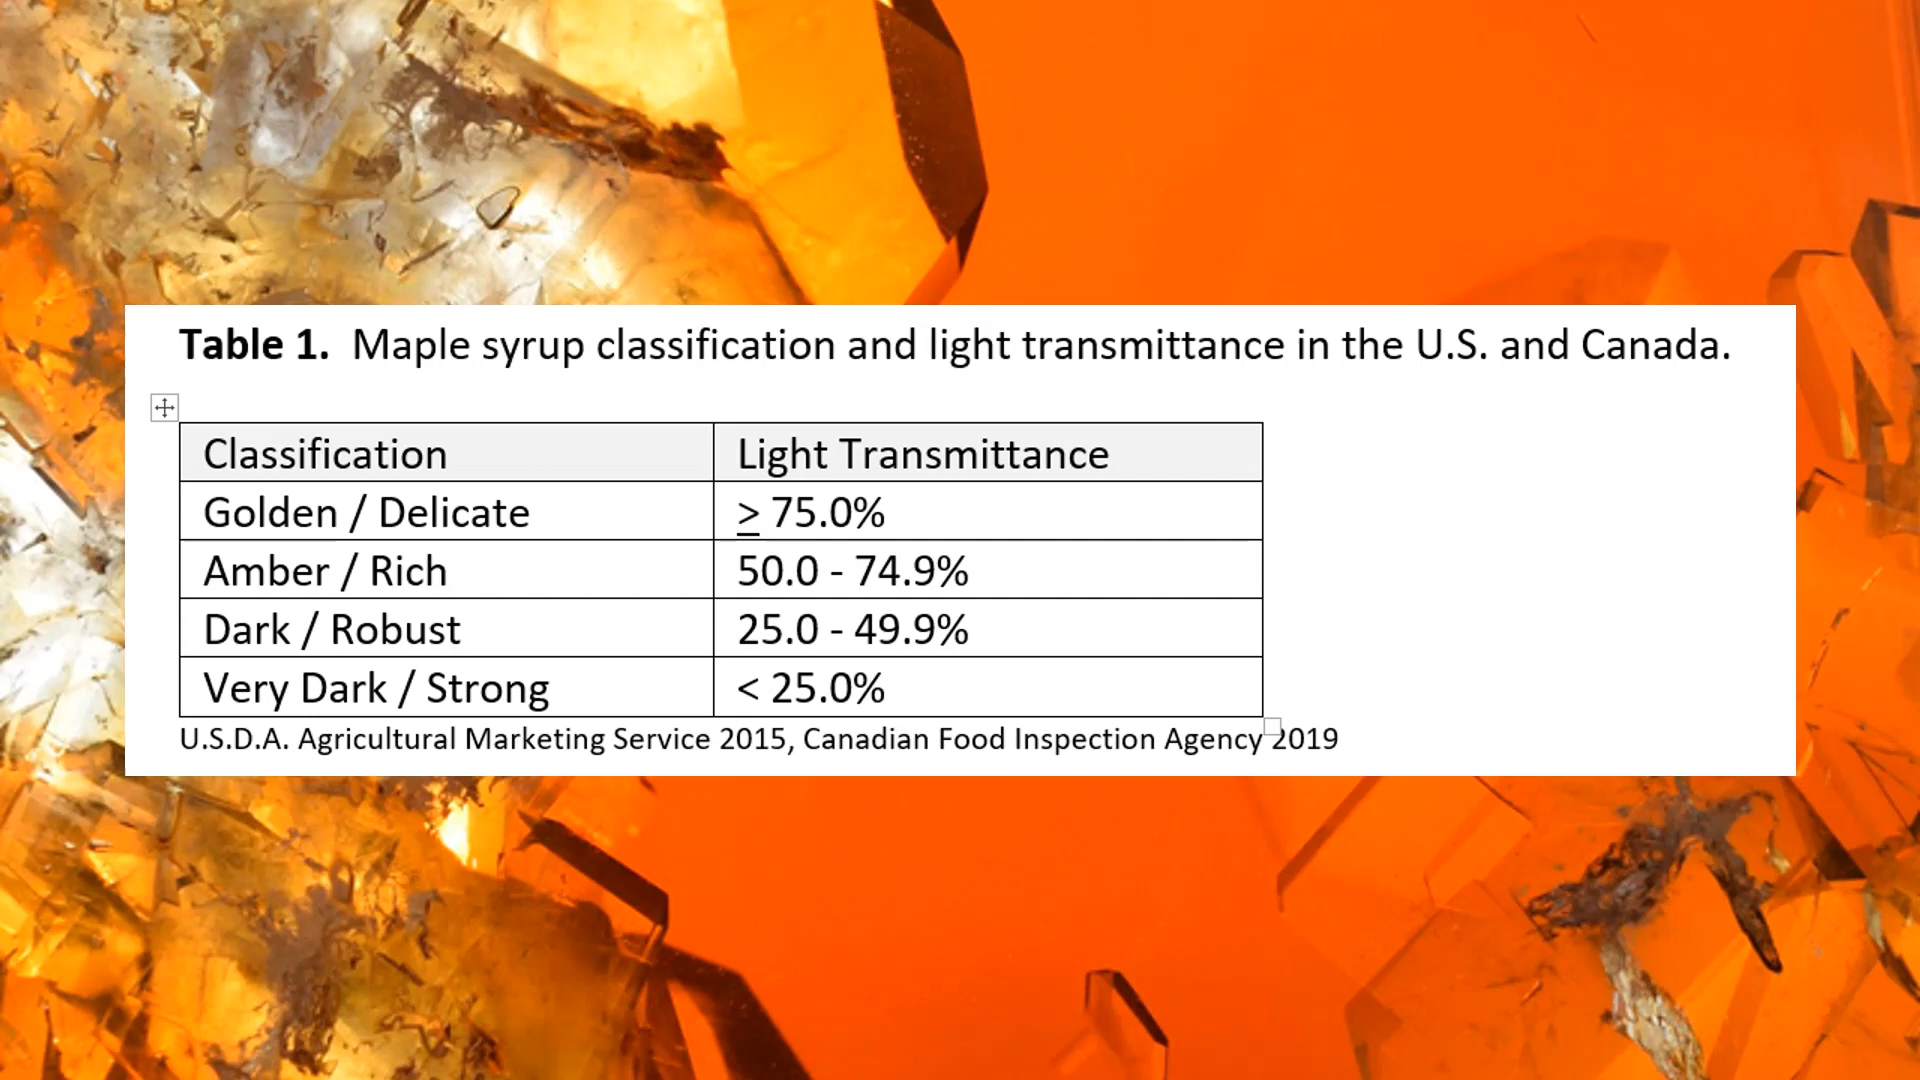 Table 1. Maple syrup classification and light transmittance in the U.S. and Canada.
Classification Light Transmittance
Golden / Delicate > 75.0%
Amber / Rich 50.0 - 74.9%
Dark / Robust 25.0 - 49.9%
Very Dark / Strong < 25.0%
U.S.D.A. Agricultural Marketing Service 2015, Canadian Food Inspection Agency 2019